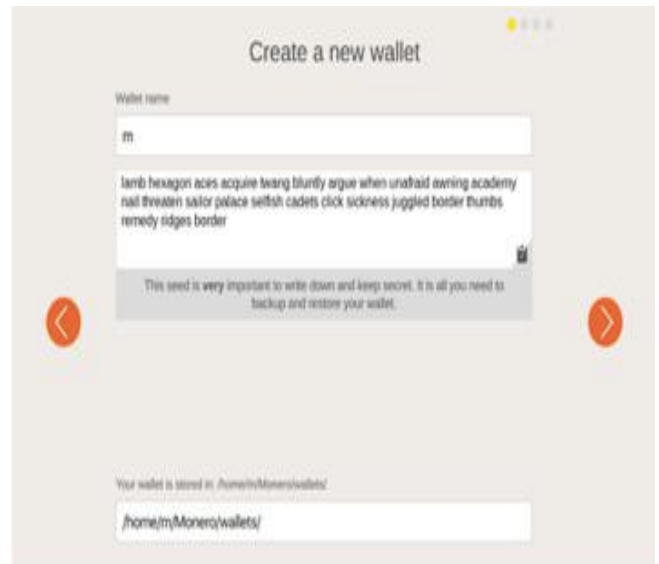 Create a new wallet
Wallet name
m
lamb hexagon aces acquire twang bluntly argue when unafraid awning academy
nail threaten sailor palace selfish cadets click sickness juggled border thumbs
remedy ridges border
This seed is very important to write down and keep secret. It is all you need to
backup and restore your wallet.
Your wallet is stored in: /home/m/Monero/wallets/
/home/m/Monero/wallets/